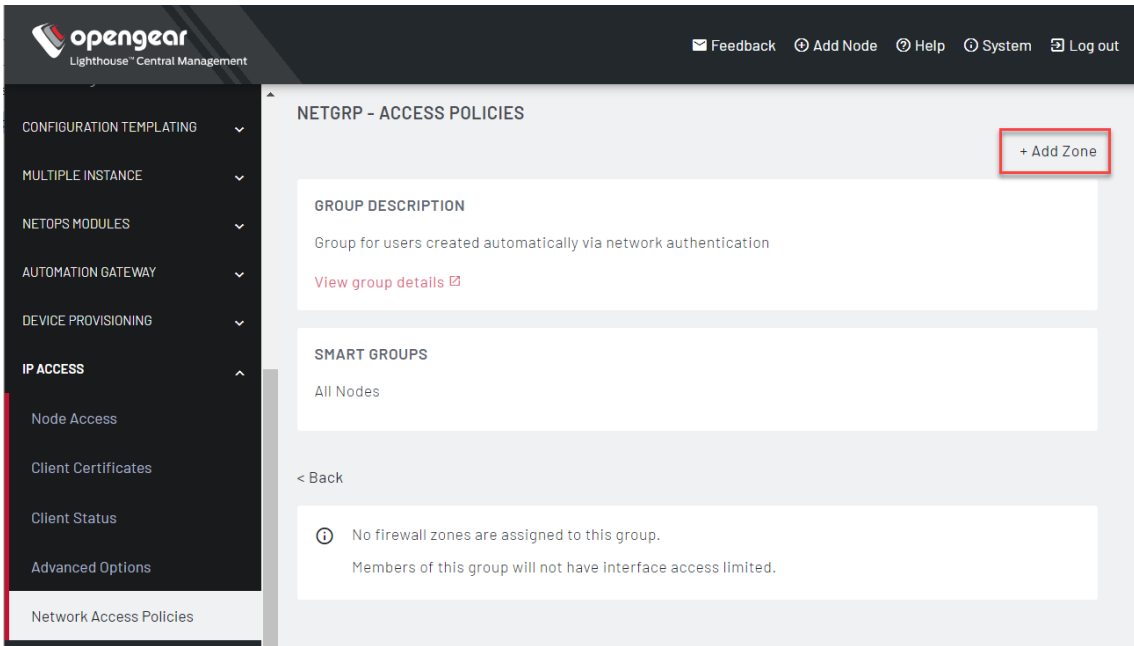 opengear
Lighthouse™ Central Management
Feedback
Add Node
Help
System
Log out
CONFIGURATION TEMPLATING
MULTIPLE INSTANCE
NETOPS MODULES
AUTOMATION GATEWAY
DEVICE PROVISIONING
IP ACCESS
Node Access
Client Certificates
Client Status
Advanced Options
Network Access Policies
NETGRP - ACCESS POLICIES
+ Add Zone
GROUP DESCRIPTION
Group for users created automatically via network authentication
View group details
SMART GROUPS
All Nodes
< Back
No firewall zones are assigned to this group.
Members of this group will not have interface access limited.